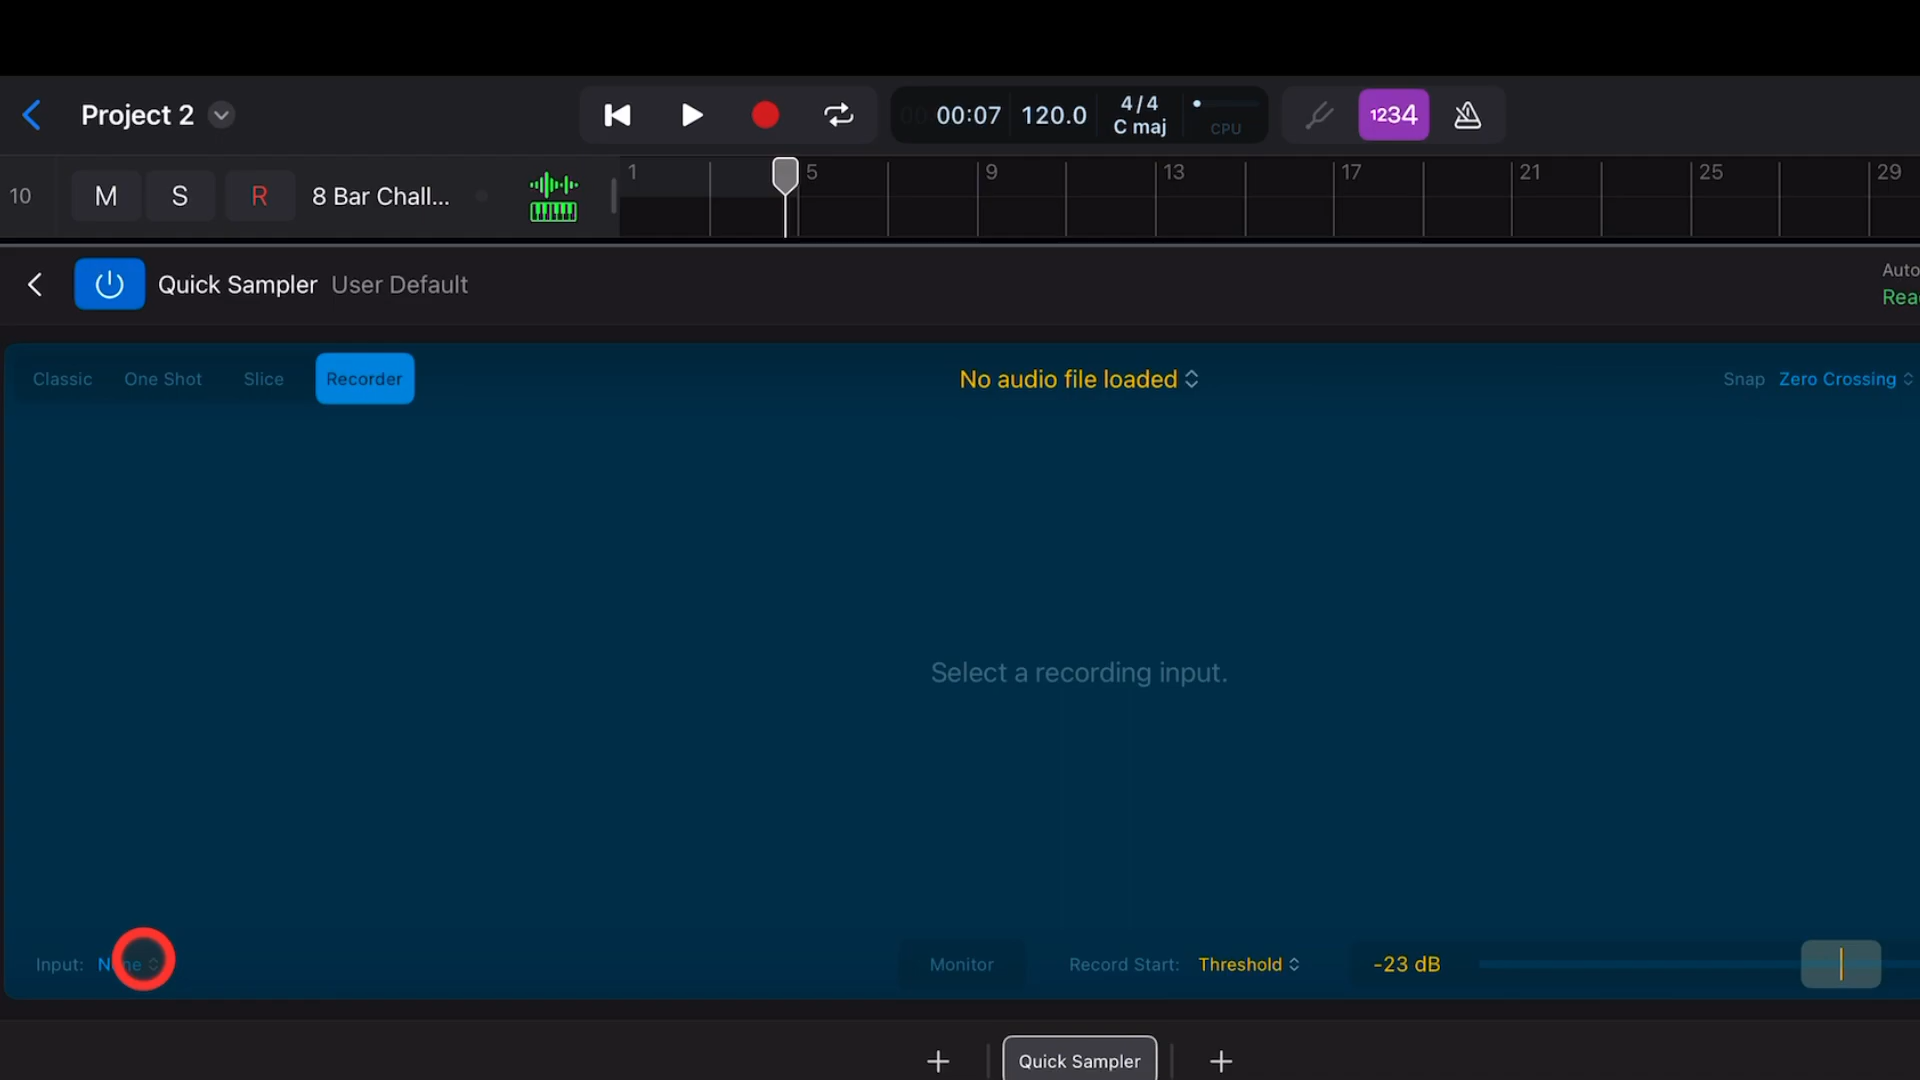 Project 2
00:07 120.0 4/4 C maj CPU 1234
10 M S R 8 Bar Chall... 1 5 9 13 17 21 25 29
Quick Sampler User Default
Auto
Rea
Classic One Shot Slice Recorder No audio file loaded Snap Zero Crossing
Select a recording input.
Input: None Monitor Record Start: Threshold -23 dB
+ Quick Sampler +